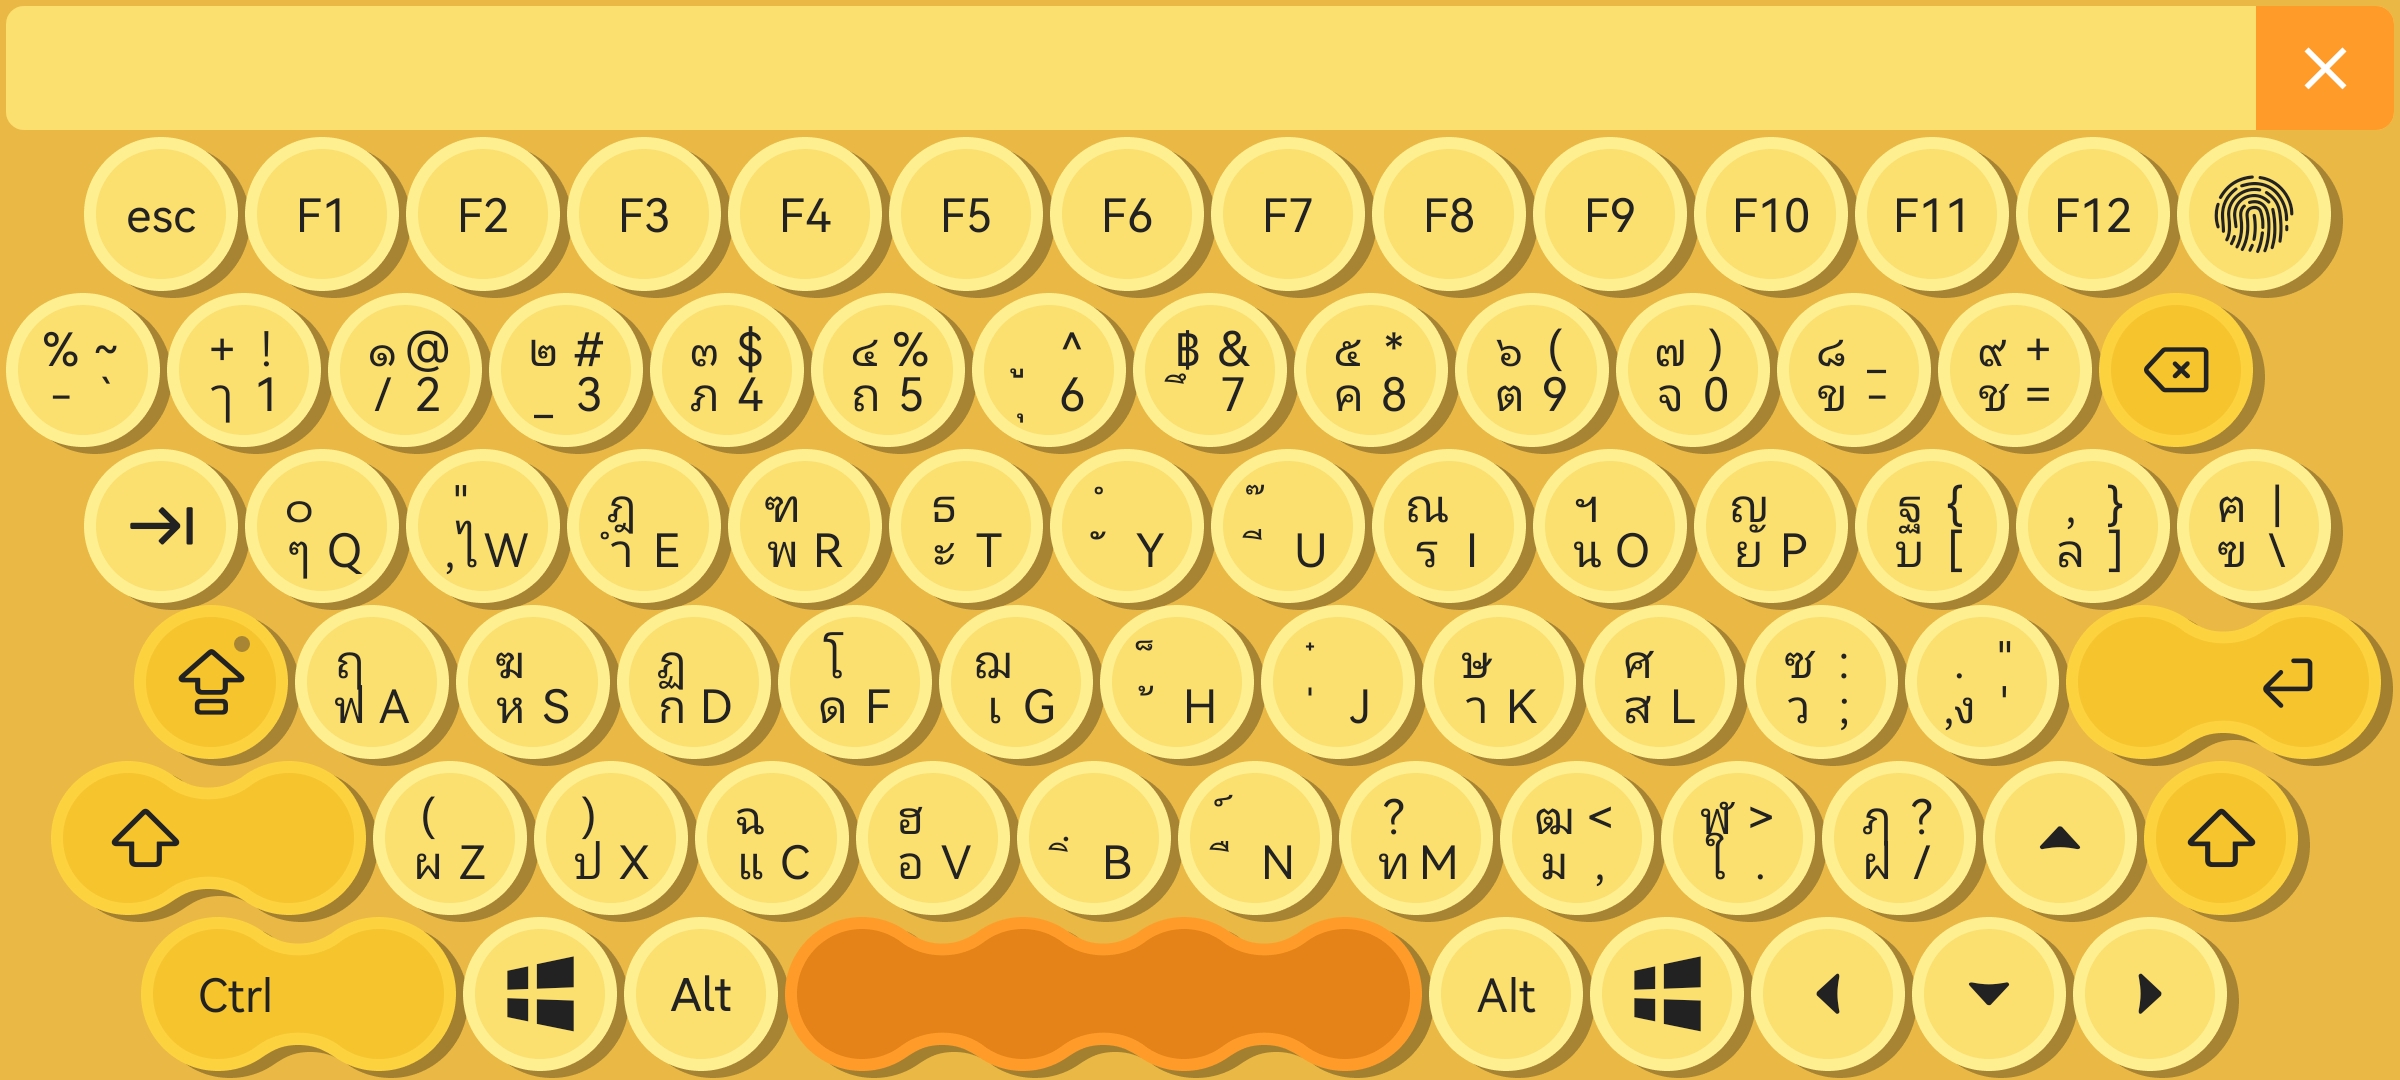 esc F1 F2 F3 F4 F5 F6 F7 F8 F9 F10 F11 F12
% ~ + ! ๑ @ ๒ # ๓ $ ๔ % ู ^ ฿ & ๕ * ๖ ( ๗ ) ๘ _ ๙ +
- ` ๅ 1 / 2 _ 3 ภ 4 ถ 5 ุ 6 ึ 7 ค 8 ต 9 จ 0 ข - ช =
๐ " ฎ ฑ ธ ํ ๊ ณ ฯ ญ ฐ { , } ฅ |
ๆ Q ,ไ W ำ E พ R ะ T ั Y ี U ร I น O ย P บ [ ล ] ฃ \
ฤ ฆ ฏ โ ฌ ็ ๋ ษ ศ ซ : . "
ฟ A ห S ก D ด F เ G ้ H ่ J า K ส L ว ; ,ง '
( ) ฉ ฮ ์ ? ฒ < ฬ > ฦ ?
ผ Z ป X แ C อ V ิ B ื N ท M ม , ใ . ฝ /
Ctrl Alt Alt